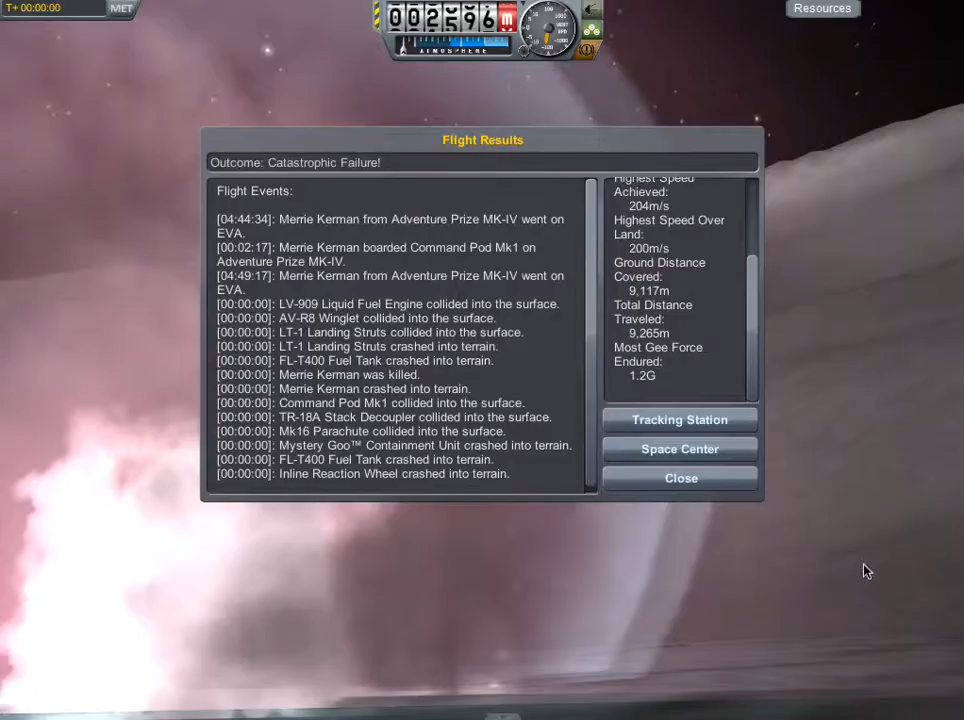 T+ 00:00:00
MET
002596m
ATMOSPHERE
Resources
Flight Results
Outcome: Catastrophic Failure!
Flight Events:
[04:44:34]: Merrie Kerman from Adventure Prize MK-IV went on
EVA.
[00:02:17]: Merrie Kerman boarded Command Pod Mk1 on
Adventure Prize MK-IV.
[04:49:17]: Merrie Kerman from Adventure Prize MK-IV went on
EVA.
[00:00:00]: LV-909 Liquid Fuel Engine collided into the surface.
[00:00:00]: AV-R8 Winglet collided into the surface.
[00:00:00]: LT-1 Landing Struts collided into the surface.
[00:00:00]: LT-1 Landing Struts crashed into terrain.
[00:00:00]: FL-T400 Fuel Tank crashed into terrain.
[00:00:00]: Merrie Kerman was killed.
[00:00:00]: Merrie Kerman crashed into terrain.
[00:00:00]: Command Pod Mk1 collided into the surface.
[00:00:00]: TR-18A Stack Decoupler collided into the surface.
[00:00:00]: Mk16 Parachute collided into the surface.
[00:00:00]: Mystery Goo™ Containment Unit crashed into terrain.
[00:00:00]: FL-T400 Fuel Tank crashed into terrain.
[00:00:00]: Inline Reaction Wheel crashed into terrain.
Highest Speed
Achieved:
204m/s
Highest Speed Over
Land:
200m/s
Ground Distance
Covered:
9,117m
Total Distance
Traveled:
9,265m
Most Gee Force
Endured:
1.2G
Tracking Station
Space Center
Close